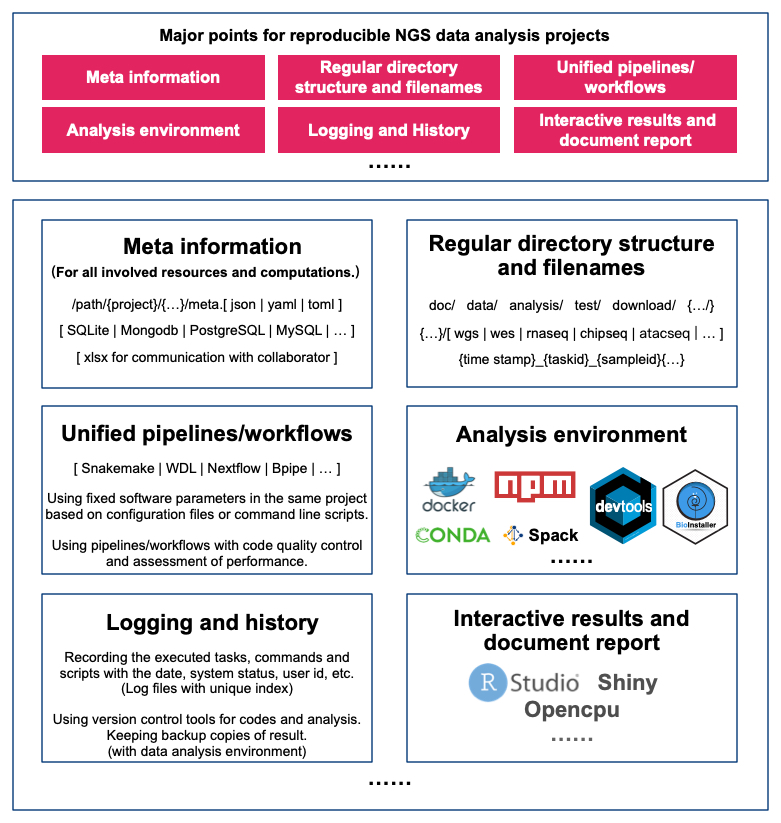 Major points for reproducible NGS data analysis projects
Meta information
Regular directory
structure and filenames
Unified pipelines/
workflows
Analysis environment
Logging and History
Interactive results and
document report
……
Meta information
(For all involved resources and computations.)
/path/{project}/{…}/meta.[ json | yaml | toml ]
[ SQLite | Mongodb | PostgreSQL | MySQL | … ]
[ xlsx for communication with collaborator ]
Regular directory structure
and filenames
doc/ data/ analysis/ test/ download/ {…/}
{…}/[ wgs | wes | rnaseq | chipseq | atacseq | … ]
{time stamp}_{taskid}_{sampleid}{…}
Unified pipelines/workflows
[ Snakemake | WDL | Nextflow | Bpipe | … ]
Using fixed software parameters in the same project
based on configuration files or command line scripts.
Using pipelines/workflows with code quality control
and assessment of performance.
Analysis environment
docker
npm
devtools
BioInstaller
CONDA
Spack
……
Logging and history
Recording the executed tasks, commands and
scripts with the date, system status, user id, etc.
(Log files with unique index)
Using version control tools for codes and analysis.
Keeping backup copies of result.
(with data analysis environment)
Interactive results and
document report
R Studio Shiny
Opencpu
……
……